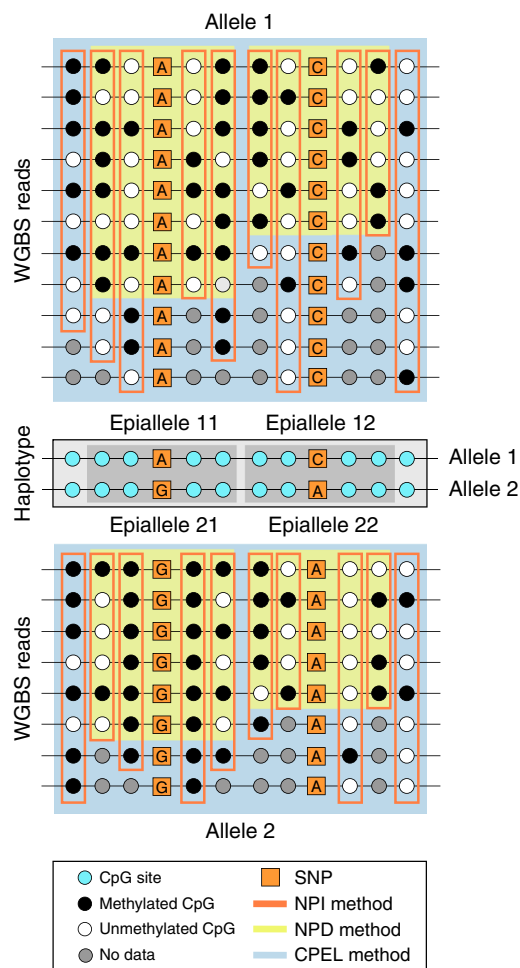 Allele 1
WGBS reads
A C
A C
A C
A C
A C
A C
A C
A C
A C
A C
A C
Epiallele 11 Epiallele 12
Haplotype
A C Allele 1
G A Allele 2
Epiallele 21 Epiallele 22
WGBS reads
G A
G A
G A
G A
G A
G A
G A
G A
Allele 2
CpG site
Methylated CpG
Unmethylated CpG
No data
SNP
NPI method
NPD method
CPEL method